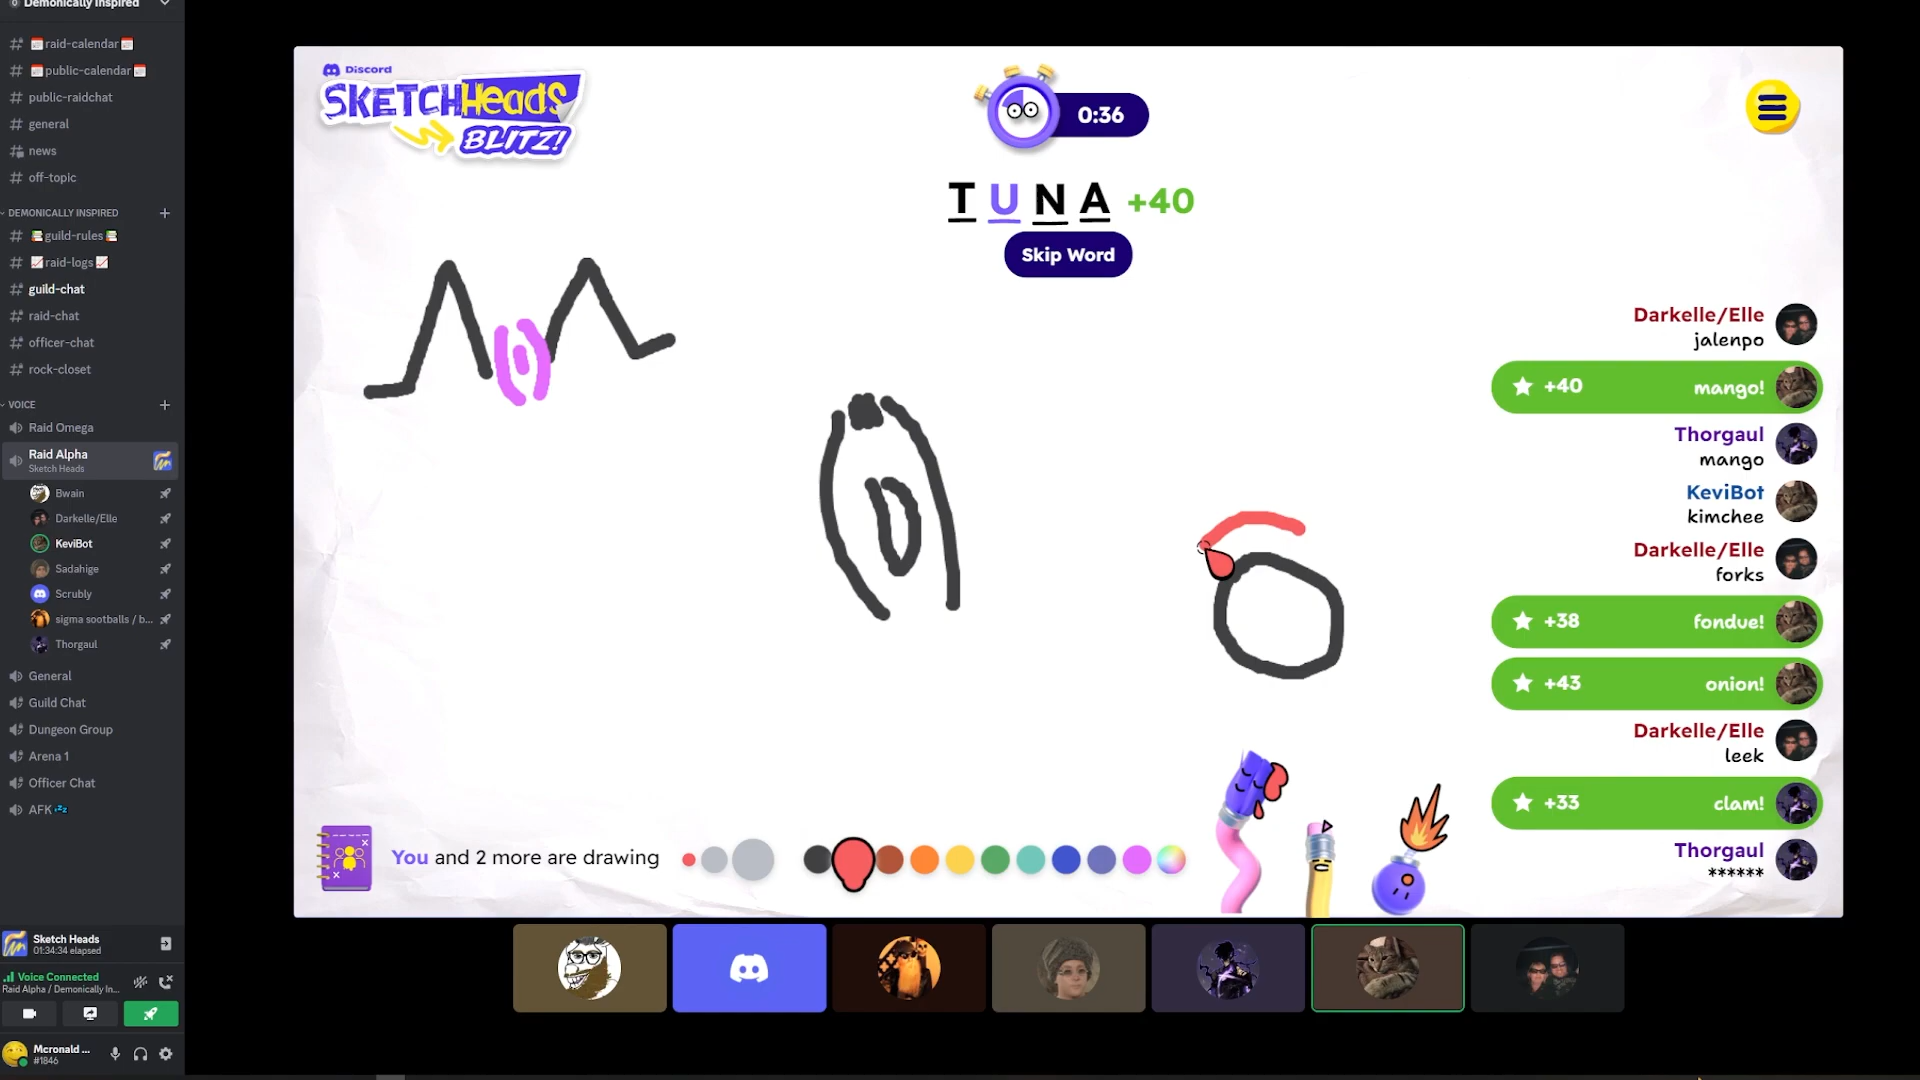 Demonically Inspired
raid-calendar
public-calendar
public-raidchat
general
news
off-topic
DEMONICALLY INSPIRED
guild-rules
raid-logs
guild-chat
raid-chat
officer-chat
rock-closet
VOICE
Raid Omega
Raid Alpha
Sketch Heads
Bwain
Darkelle/Elle
KeviBot
Sadahige
Scrubly
sigma sootballs / b...
Thorgaul
General
Guild Chat
Dungeon Group
Arena 1
Officer Chat
AFK
Sketch Heads
01:34:34 elapsed
Voice Connected
Raid Alpha / Demonically In...
Mcronald ...
#1846
Discord
SKETCHHeadS
BLITZ!
0:36
TUNA +40
Skip Word
Darkelle/Elle
jalenpo
+40 mango!
Thorgaul
mango
KeviBot
kimchee
Darkelle/Elle
forks
+38 fondue!
+43 onion!
Darkelle/Elle
leek
+33 clam!
Thorgaul
******
You and 2 more are drawing